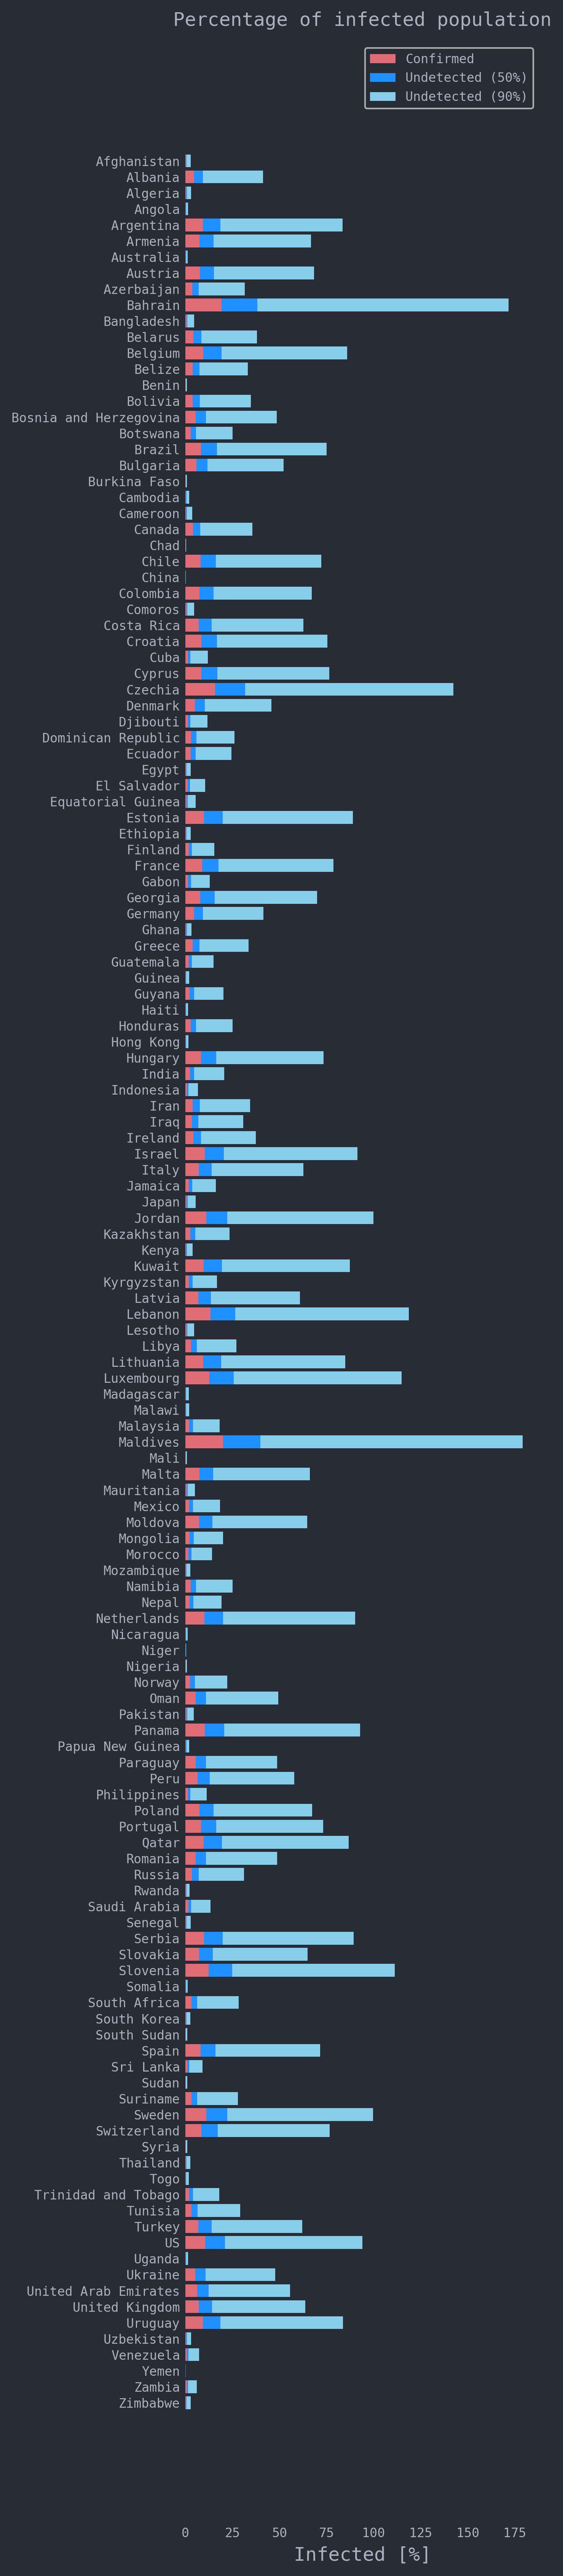 Percentage of infected population
Confirmed
Undetected (50%)
Undetected (90%)
Afghanistan
Albania
Algeria
Angola
Argentina
Armenia
Australia
Austria
Azerbaijan
Bahrain
Bangladesh
Belarus
Belgium
Belize
Benin
Bolivia
Bosnia and Herzegovina
Botswana
Brazil
Bulgaria
Burkina Faso
Cambodia
Cameroon
Canada
Chad
Chile
China
Colombia
Comoros
Costa Rica
Croatia
Cuba
Cyprus
Czechia
Denmark
Djibouti
Dominican Republic
Ecuador
Egypt
El Salvador
Equatorial Guinea
Estonia
Ethiopia
Finland
France
Gabon
Georgia
Germany
Ghana
Greece
Guatemala
Guinea
Guyana
Haiti
Honduras
Hong Kong
Hungary
India
Indonesia
Iran
Iraq
Ireland
Israel
Italy
Jamaica
Japan
Jordan
Kazakhstan
Kenya
Kuwait
Kyrgyzstan
Latvia
Lebanon
Lesotho
Libya
Lithuania
Luxembourg
Madagascar
Malawi
Malaysia
Maldives
Mali
Malta
Mauritania
Mexico
Moldova
Mongolia
Morocco
Mozambique
Namibia
Nepal
Netherlands
Nicaragua
Niger
Nigeria
Norway
Oman
Pakistan
Panama
Papua New Guinea
Paraguay
Peru
Philippines
Poland
Portugal
Qatar
Romania
Russia
Rwanda
Saudi Arabia
Senegal
Serbia
Slovakia
Slovenia
Somalia
South Africa
South Korea
South Sudan
Spain
Sri Lanka
Sudan
Suriname
Sweden
Switzerland
Syria
Thailand
Togo
Trinidad and Tobago
Tunisia
Turkey
US
Uganda
Ukraine
United Arab Emirates
United Kingdom
Uruguay
Uzbekistan
Venezuela
Yemen
Zambia
Zimbabwe
0 25 50 75 100 125 150 175
Infected [%]